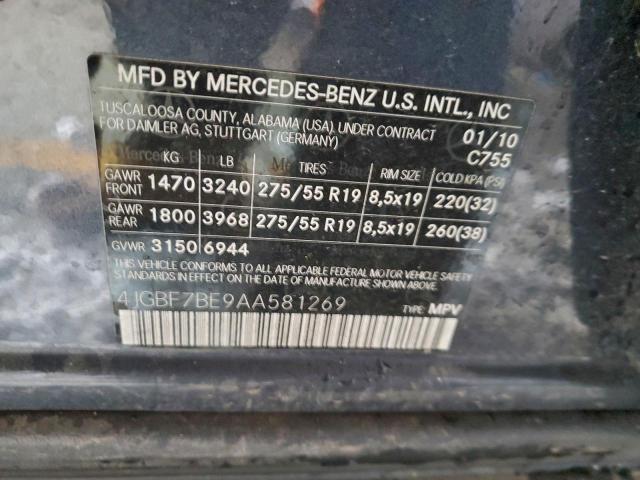 MFD BY MERCEDES-BENZ U.S. INTL., INC
TUSCALOOSA COUNTY, ALABAMA (USA), UNDER CONTRACT
FOR DAIMLER AG, STUTTGART (GERMANY)
01/10
C755
KG LB TIRES RIM SIZE COLD KPA (PSI)
GAWR FRONT 1470 3240 275/55 R19 8,5x19 220(32)
GAWR REAR 1800 3968 275/55 R19 8,5x19 260(38)
GVWR 3150 6944
THIS VEHICLE CONFORMS TO ALL APPLICABLE FEDERAL MOTOR VEHICLE SAFETY
STANDARDS IN EFFECT ON THE DATE OF MANUFACTURE SHOWN ABOVE.
4JGBF7BE9AA581269 TYPE: MPV